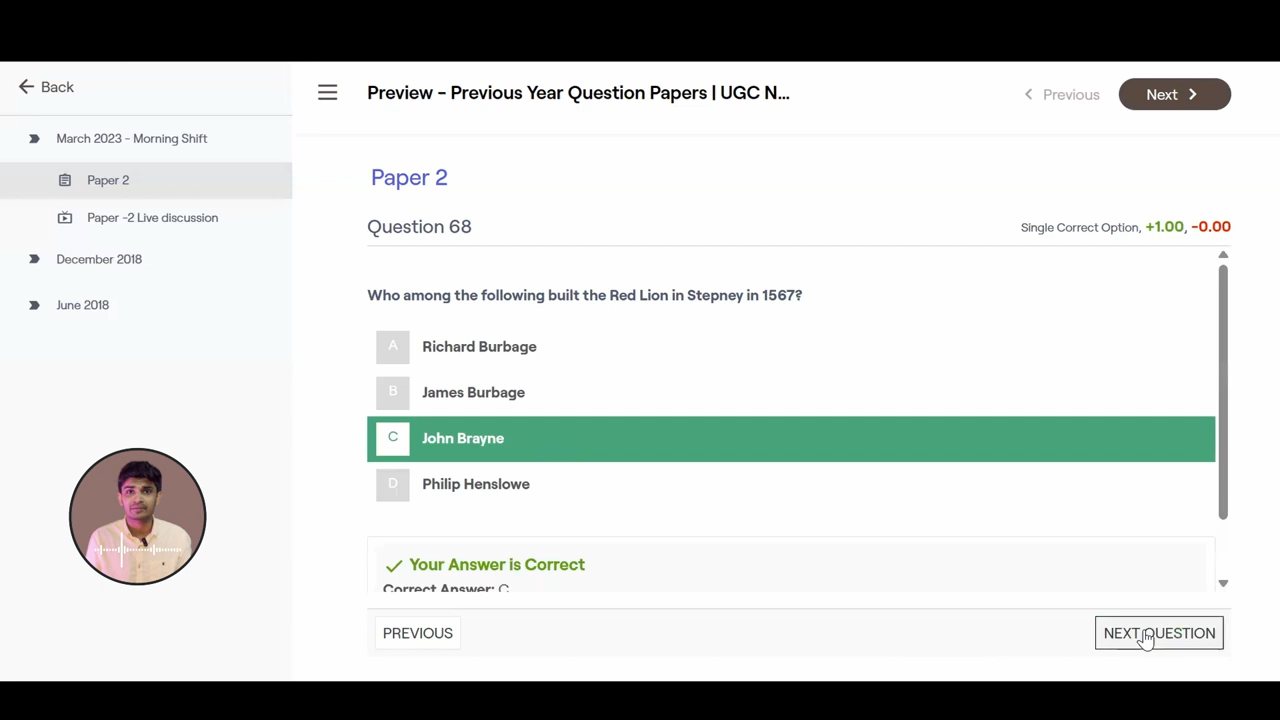 Back
Preview - Previous Year Question Papers | UGC N...
Previous
Next
March 2023 - Morning Shift
Paper 2
Paper -2 Live discussion
December 2018
June 2018
Paper 2
Question 68
Single Correct Option, +1.00, -0.00
Who among the following built the Red Lion in Stepney in 1567?
A Richard Burbage
B James Burbage
C John Brayne
D Philip Henslowe
Your Answer is Correct
Correct Answer: C
PREVIOUS
NEXT QUESTION